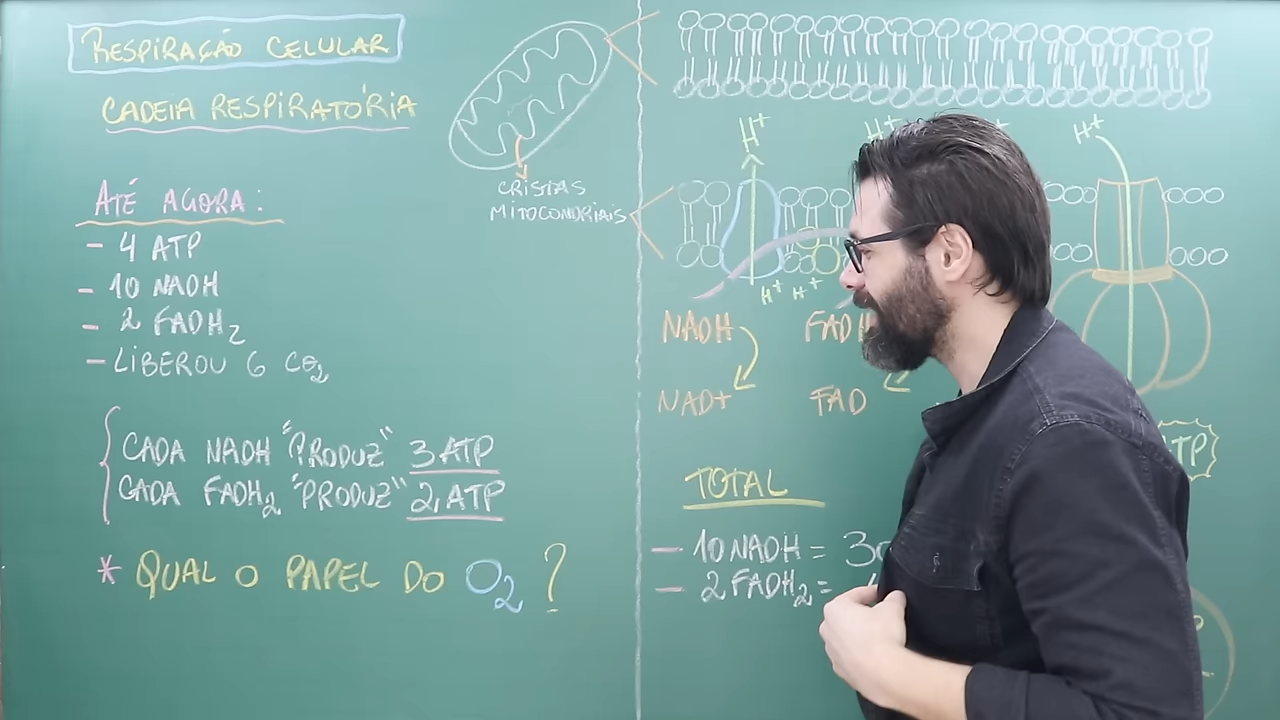 RESPIRAÇÃO CELULAR
CADEIA RESPIRATÓRIA
ATÉ AGORA:
- 4 ATP
- 10 NADH
- 2 FADH2
- LIBEROU 6 CO2
CADA NADH "PRODUZ" 3 ATP
CADA FADH2 "PRODUZ" 2 ATP
* QUAL O PAPEL DO O2?
CRISTAS
MITOCONDRIAIS
H+ H+ H+
H+ H+
NADH FADH
NAD+ FAD
ATP
TOTAL
- 10 NADH = 30
- 2 FADH2 =